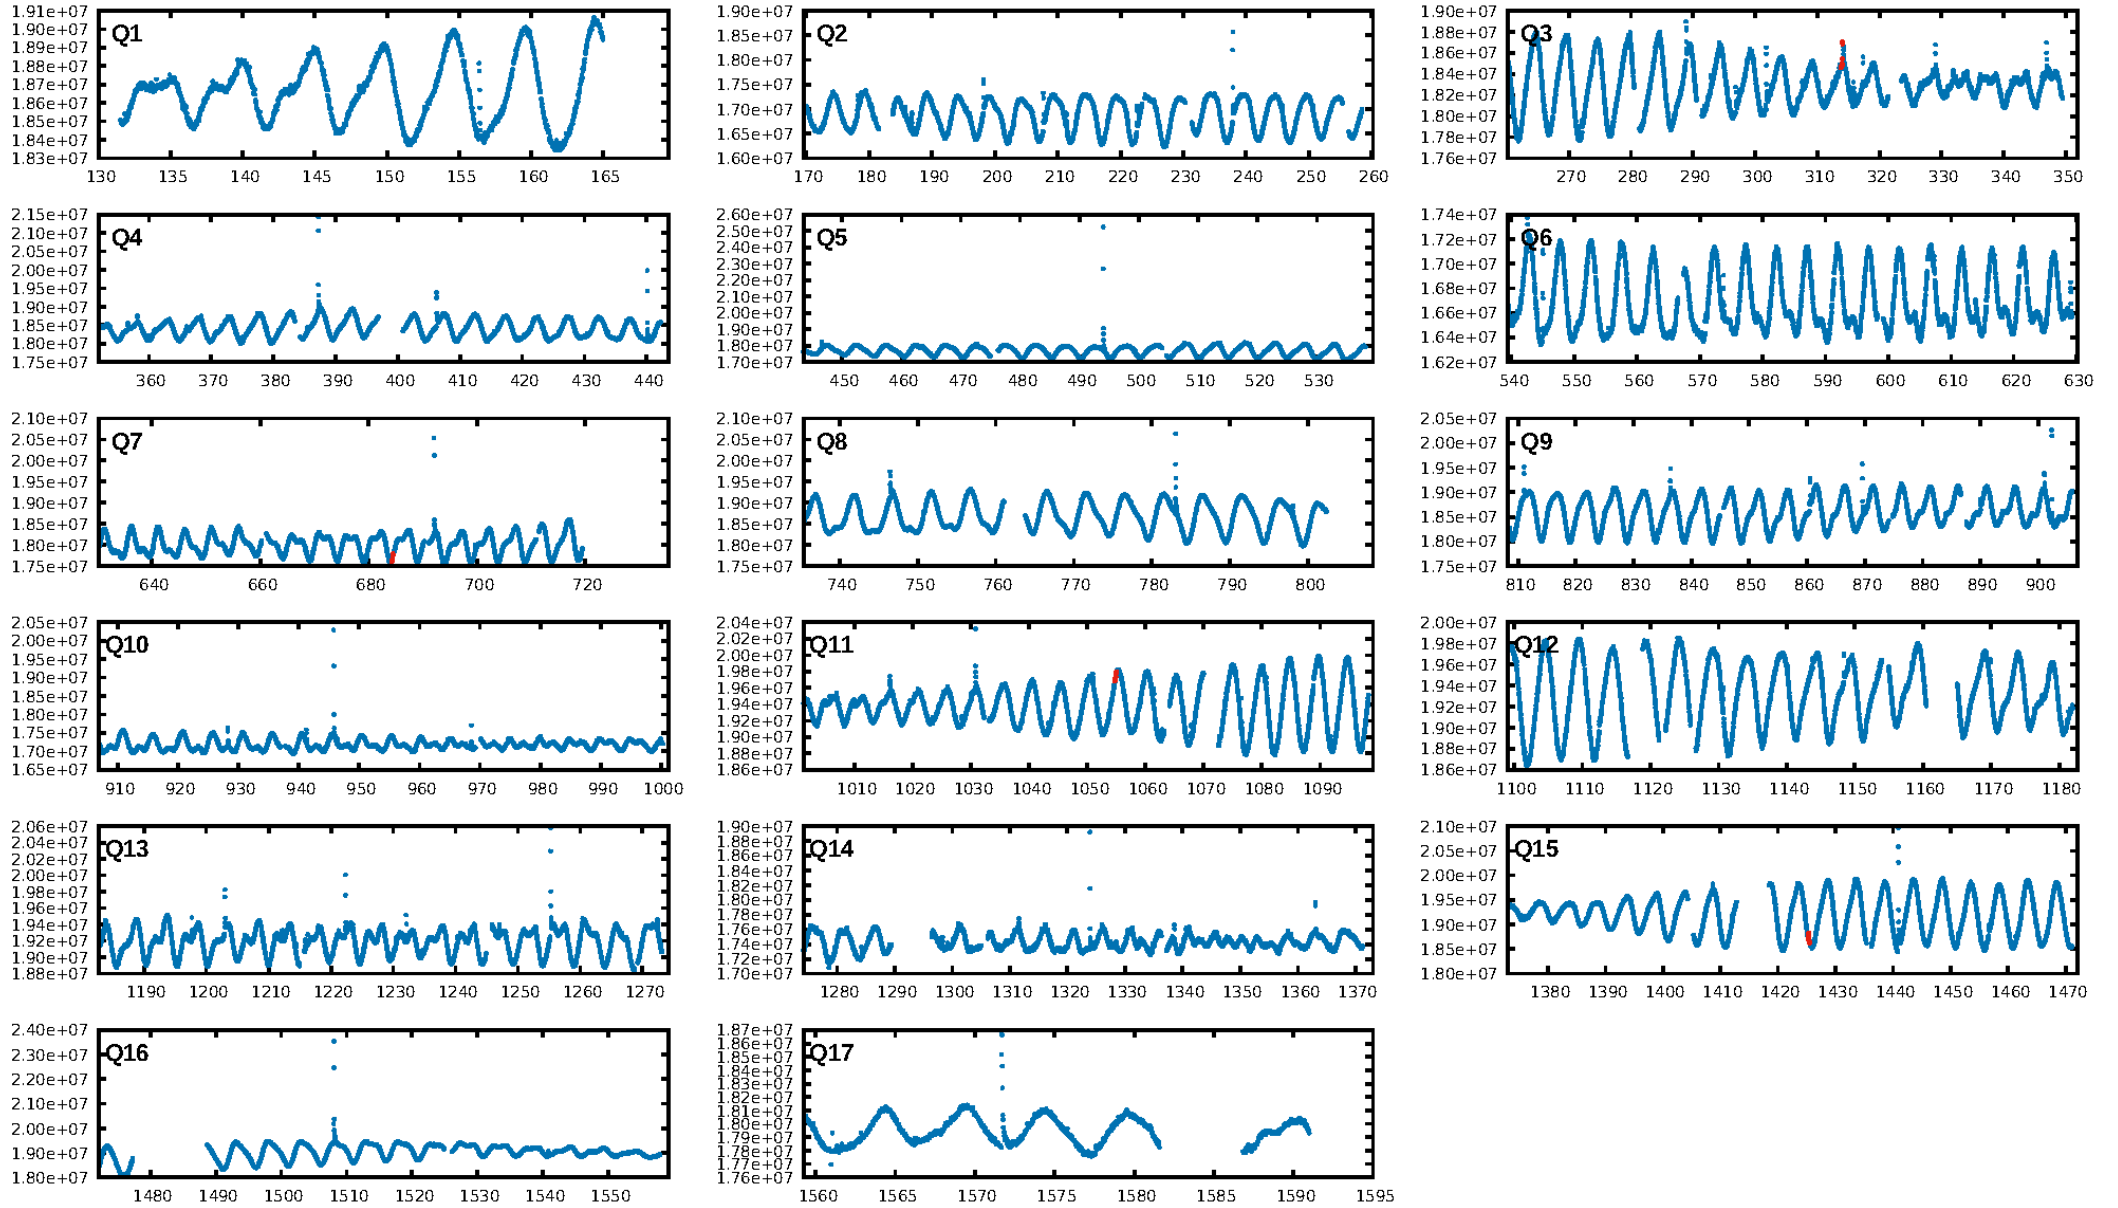 Q1
1.91e+07
1.90e+07
1.89e+07
1.88e+07
1.87e+07
1.86e+07
1.85e+07
1.84e+07
1.83e+07
130 135 140 145 150 155 160 165
Q2
1.90e+07
1.85e+07
1.80e+07
1.75e+07
1.70e+07
1.65e+07
1.60e+07
170 180 190 200 210 220 230 240 250 260
Q3
1.90e+07
1.88e+07
1.86e+07
1.84e+07
1.82e+07
1.80e+07
1.78e+07
1.76e+07
270 280 290 300 310 320 330 340 350
Q4
2.15e+07
2.10e+07
2.05e+07
2.00e+07
1.95e+07
1.90e+07
1.85e+07
1.80e+07
1.75e+07
360 370 380 390 400 410 420 430 440
Q5
2.60e+07
2.50e+07
2.40e+07
2.30e+07
2.20e+07
2.10e+07
2.00e+07
1.90e+07
1.80e+07
1.70e+07
450 460 470 480 490 500 510 520 530
Q6
1.74e+07
1.72e+07
1.70e+07
1.68e+07
1.66e+07
1.64e+07
1.62e+07
540 550 560 570 580 590 600 610 620 630
Q7
2.10e+07
2.05e+07
2.00e+07
1.95e+07
1.90e+07
1.85e+07
1.80e+07
1.75e+07
640 660 680 700 720
Q8
2.10e+07
2.05e+07
2.00e+07
1.95e+07
1.90e+07
1.85e+07
1.80e+07
1.75e+07
740 750 760 770 780 790 800
Q9
2.05e+07
2.00e+07
1.95e+07
1.90e+07
1.85e+07
1.80e+07
1.75e+07
810 820 830 840 850 860 870 880 890 900
Q10
2.05e+07
2.00e+07
1.95e+07
1.90e+07
1.85e+07
1.80e+07
1.75e+07
1.70e+07
1.65e+07
910 920 930 940 950 960 970 980 990 1000
Q11
2.04e+07
2.02e+07
2.00e+07
1.98e+07
1.96e+07
1.94e+07
1.92e+07
1.90e+07
1.88e+07
1.86e+07
1010 1020 1030 1040 1050 1060 1070 1080 1090
Q12
2.00e+07
1.98e+07
1.96e+07
1.94e+07
1.92e+07
1.90e+07
1.88e+07
1.86e+07
1100 1110 1120 1130 1140 1150 1160 1170 1180
Q13
2.06e+07
2.04e+07
2.02e+07
2.00e+07
1.98e+07
1.96e+07
1.94e+07
1.92e+07
1.90e+07
1.88e+07
1190 1200 1210 1220 1230 1240 1250 1260 1270
Q14
1.90e+07
1.88e+07
1.86e+07
1.84e+07
1.82e+07
1.80e+07
1.78e+07
1.76e+07
1.74e+07
1.72e+07
1.70e+07
1280 1290 1300 1310 1320 1330 1340 1350 1360 1370
Q15
2.10e+07
2.05e+07
2.00e+07
1.95e+07
1.90e+07
1.85e+07
1.80e+07
1380 1390 1400 1410 1420 1430 1440 1450 1460 1470
Q16
2.40e+07
2.30e+07
2.20e+07
2.10e+07
2.00e+07
1.90e+07
1.80e+07
1480 1490 1500 1510 1520 1530 1540 1550
Q17
1.87e+07
1.86e+07
1.85e+07
1.84e+07
1.83e+07
1.82e+07
1.81e+07
1.80e+07
1.79e+07
1.78e+07
1.77e+07
1.76e+07
1560 1565 1570 1575 1580 1585 1590 1595